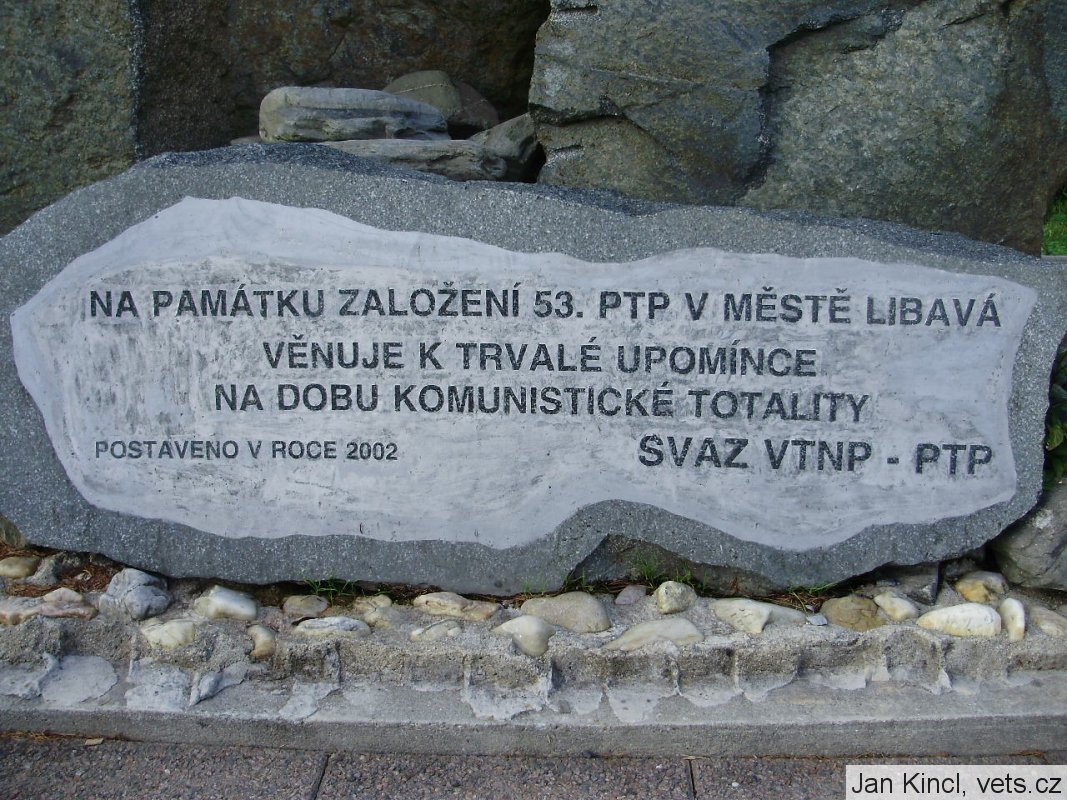 NA PAMÁTKU ZALOŽENÍ 53. PTP V MĚSTĚ LIBAVÁ
VĚNUJE K TRVALÉ UPOMÍNCE
NA DOBU KOMUNISTICKÉ TOTALITY
POSTAVENO V ROCE 2002 SVAZ VTNP - PTP
Jan Kincl, vets.cz